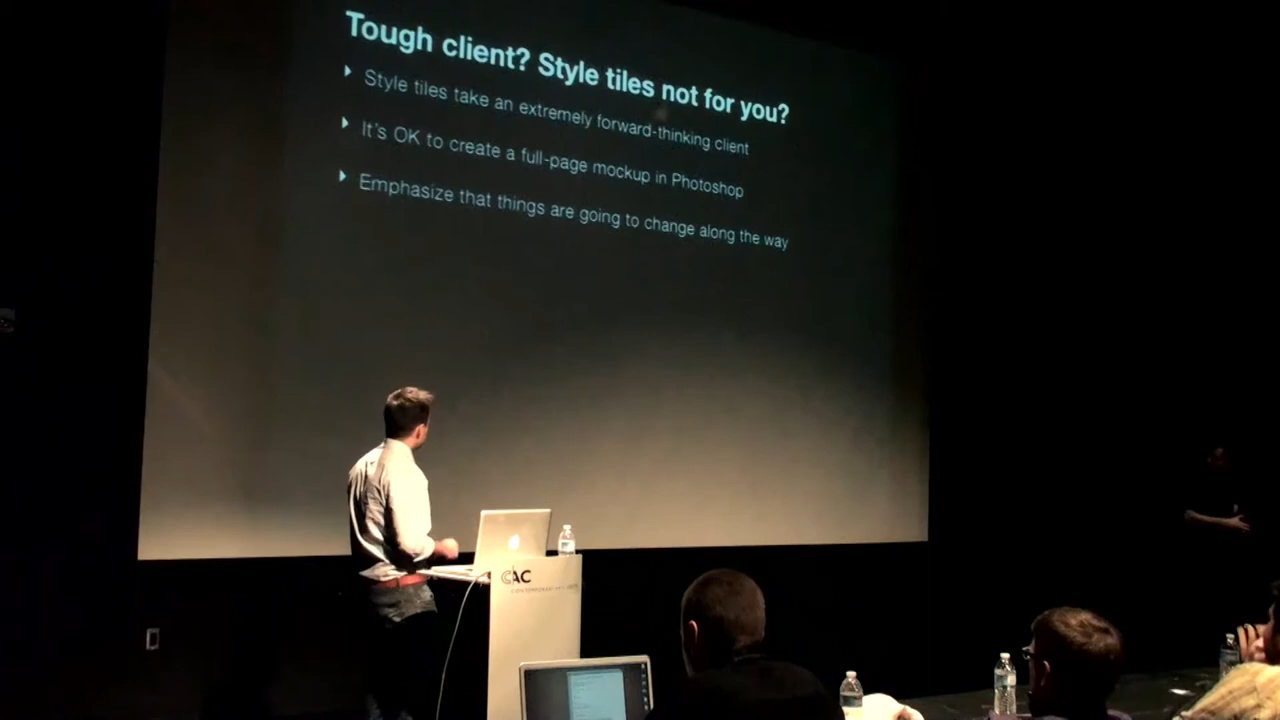 Tough client? Style tiles not for you?
Style tiles take an extremely forward-thinking client
It's OK to create a full-page mockup in Photoshop
Emphasize that things are going to change along the way
CAC